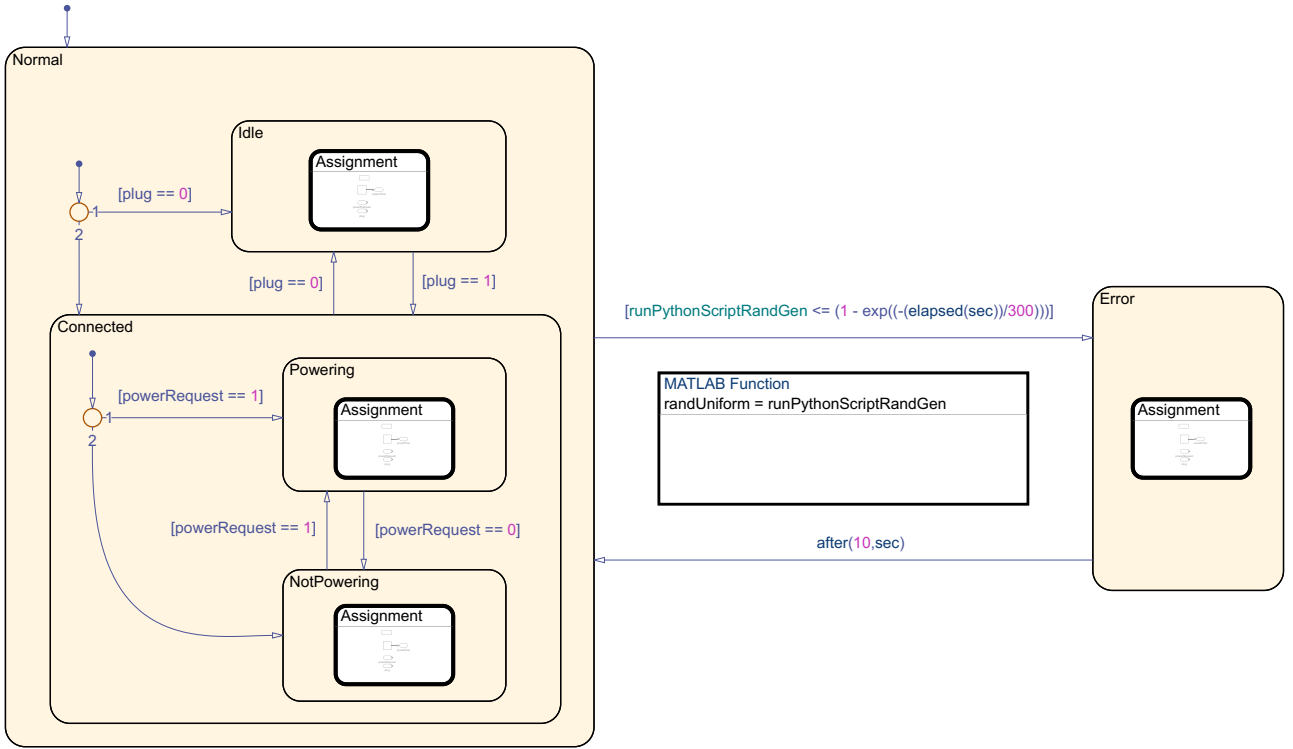 Normal
Idle
Assignment
[plug == 0]
1
2
[plug == 0]
[plug == 1]
Connected
Powering
Assignment
[powerRequest == 1]
1
2
[powerRequest == 1]
[powerRequest == 0]
NotPowering
Assignment
[runPythonScriptRandGen <= (1 - exp((-(elapsed(sec))/300)))]
MATLAB Function
randUniform = runPythonScriptRandGen
after(10,sec)
Error
Assignment